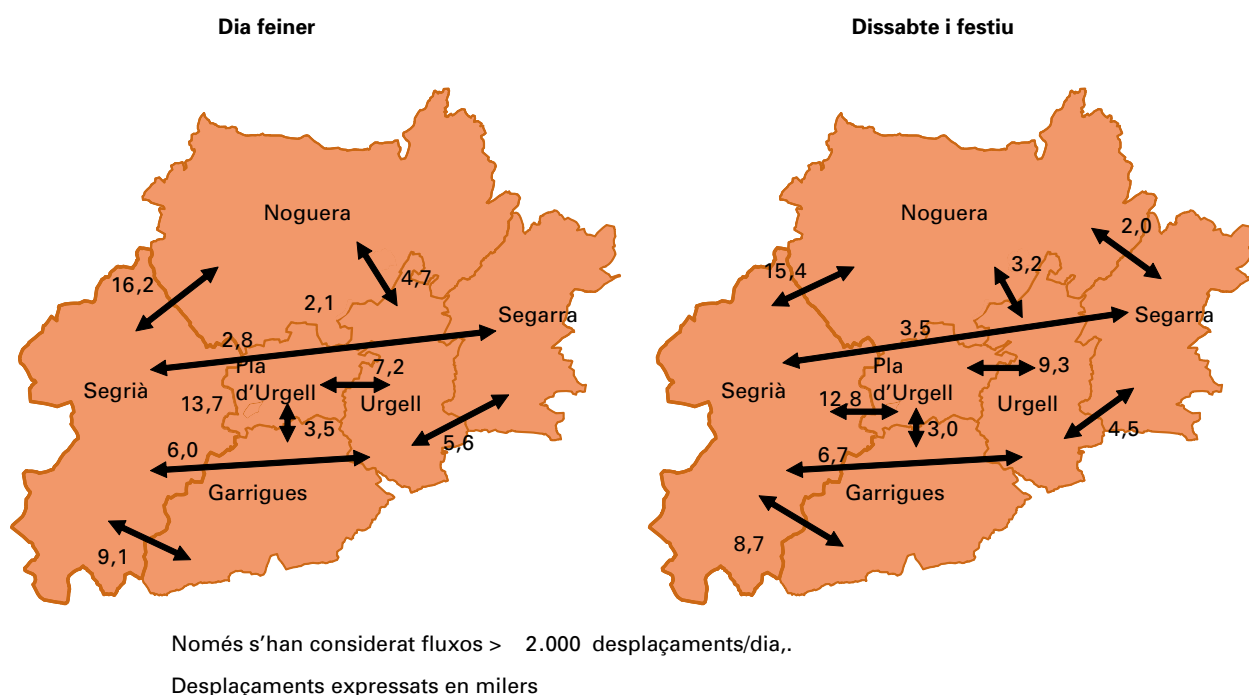 Dia feiner
Noguera
16,2
4,7
2,1
Segarra
2,8
Pla
d'Urgell
7,2
Segrià
13,7
Urgell
3,5
6,0
5,6
Garrigues
9,1
Dissabte i festiu
Noguera
2,0
15,4
3,2
Segarra
3,5
Pla
d'Urgell
9,3
Segrià
12,8
Urgell
3,0
4,5
6,7
Garrigues
8,7
Només s'han considerat fluxos > 2.000 desplaçaments/dia,.
Desplaçaments expressats en milers